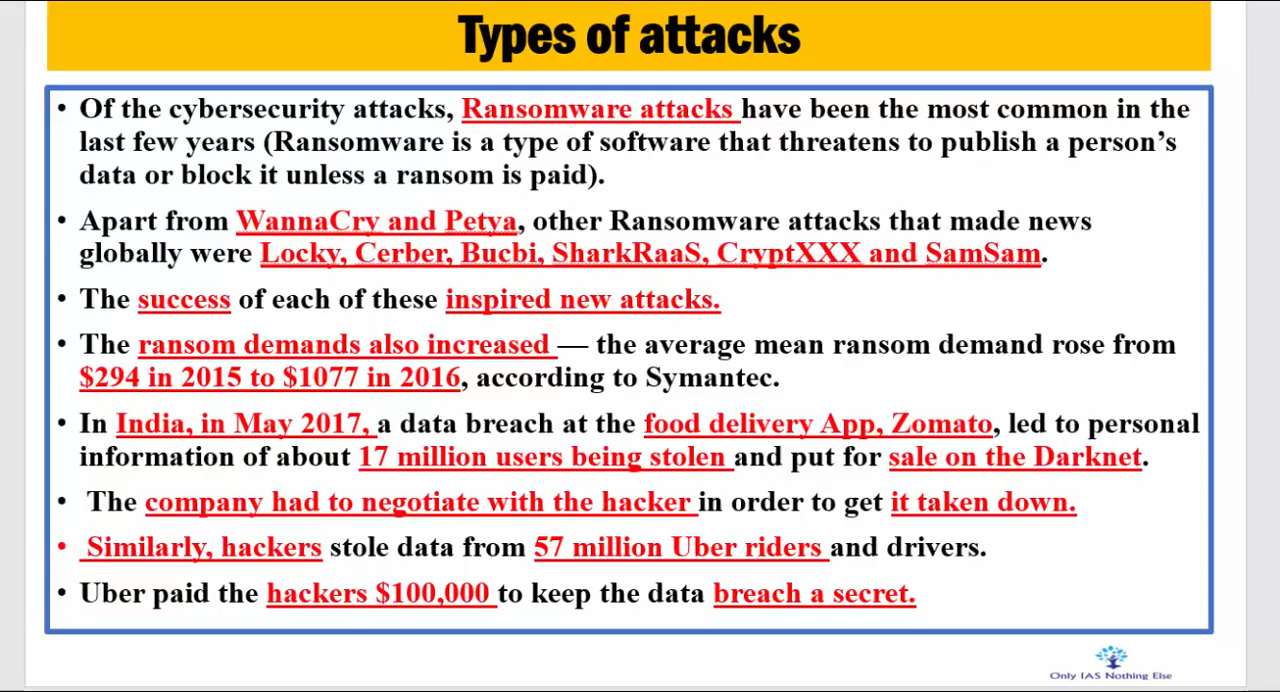 Types of attacks
• Of the cybersecurity attacks, Ransomware attacks have been the most common in the
last few years (Ransomware is a type of software that threatens to publish a person’s
data or block it unless a ransom is paid).
• Apart from WannaCry and Petya, other Ransomware attacks that made news
globally were Locky, Cerber, Bucbi, SharkRaaS, CryptXXX and SamSam.
• The success of each of these inspired new attacks.
• The ransom demands also increased — the average mean ransom demand rose from
$294 in 2015 to $1077 in 2016, according to Symantec.
• In India, in May 2017, a data breach at the food delivery App, Zomato, led to personal
information of about 17 million users being stolen and put for sale on the Darknet.
• The company had to negotiate with the hacker in order to get it taken down.
• Similarly, hackers stole data from 57 million Uber riders and drivers.
• Uber paid the hackers $100,000 to keep the data breach a secret.
Only IAS Nothing Else